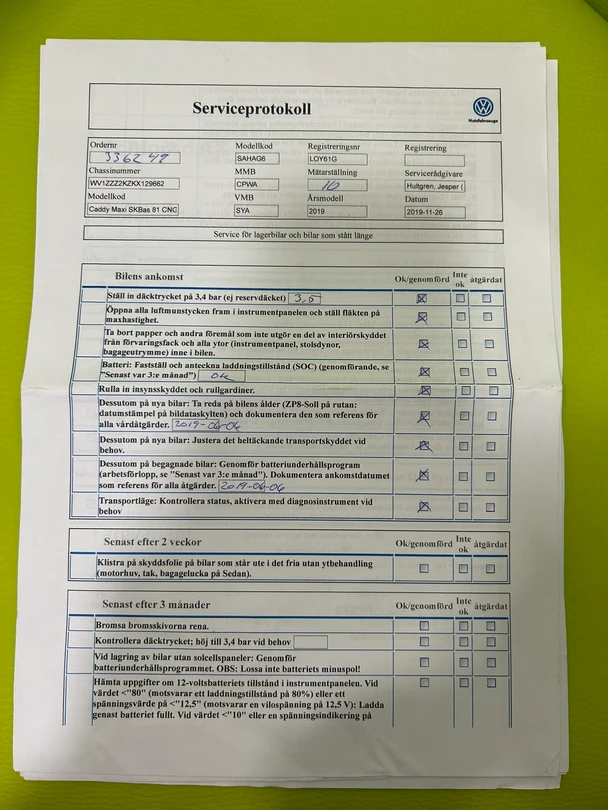 Serviceprotokoll
Nutzfahrzeuge
Ordernr
Modellkod
Registreringsnr
Registrering
336249
SAHAG6
LOY61G
Chassinummer
MMB
Mätarställning
Servicerådgivare
WV1ZZZ2KZKX129662
CPWA
10
Hultgren, Jesper (
Modellkod
VMB
Årsmodell
Datum
Caddy Maxi SKBas 81 CNG
SYA
2019
2019-11-26
Service för lagerbilar och bilar som stått länge
Bilens ankomst Ok/genomförd Inte ok åtgärdat
Ställ in däcktrycket på 3,4 bar (ej reservdäcket) 3,5
Öppna alla luftmunstycken fram i instrumentpanelen och ställ fläkten på
maxhastighet.
Ta bort papper och andra föremål som inte utgör en del av interiörskyddet
från förvaringsfack och alla ytor (instrumentpanel, stolsdynor,
bagageutrymme) inne i bilen.
Batteri: Fastställ och anteckna laddningstillstånd (SOC) (genomförande, se
"Senast var 3:e månad") OK
Rulla in insynsskydd och rullgardiner.
Dessutom på nya bilar: Ta reda på bilens ålder (ZP8-Soll på rutan:
datumstämpel på bildataskylten) och dokumentera den som referens för
alla vårdåtgärder. 2019-06-06
Dessutom på nya bilar: Justera det heltäckande transportskyddet vid
behov.
Dessutom på begagnade bilar: Genomför batteriunderhållsprogram
(arbetsförlopp, se "Senast var 3:e månad"). Dokumentera ankomstdatumet
som referens för alla åtgärder. 2019-06-06
Transportläge: Kontrollera status, aktivera med diagnosinstrument vid
behov
Senast efter 2 veckor Ok/genomförd Inte ok åtgärdat
Klistra på skyddsfolie på bilar som står ute i det fria utan ytbehandling
(motorhuv, tak, bagagelucka på Sedan).
Senast efter 3 månader Ok/genomförd Inte ok åtgärdat
Bromsa bromsskivorna rena.
Kontrollera däcktrycket; höj till 3,4 bar vid behov
Vid lagring av bilar utan solcellspaneler: Genomför
batteriunderhållsprogrammet. OBS: Lossa inte batteriets minuspol!
Hämta uppgifter om 12-voltsbatteriets tillstånd i instrumentpanelen. Vid
värdet <"80" (motsvarar ett laddningstillstånd på 80%) eller ett
spänningsvärde på <"12,5" (motsvarar en vilospänning på 12,5 V): Ladda
genast batteriet fullt. Vid värdet <"10" eller en spänningsindikering på